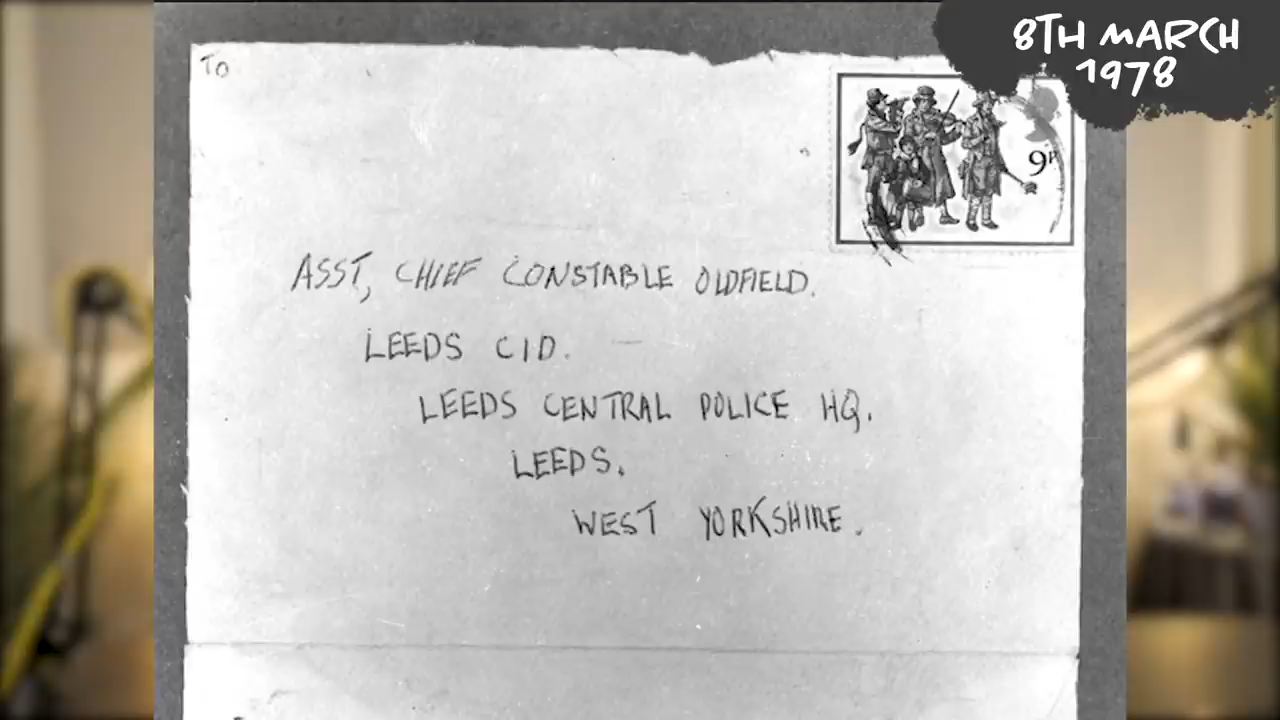 8TH MARCH
1978
TO
9P
ASST, CHIEF CONSTABLE OLDFIELD.
LEEDS CID.
LEEDS CENTRAL POLICE HQ.
LEEDS.
WEST YORKSHIRE.